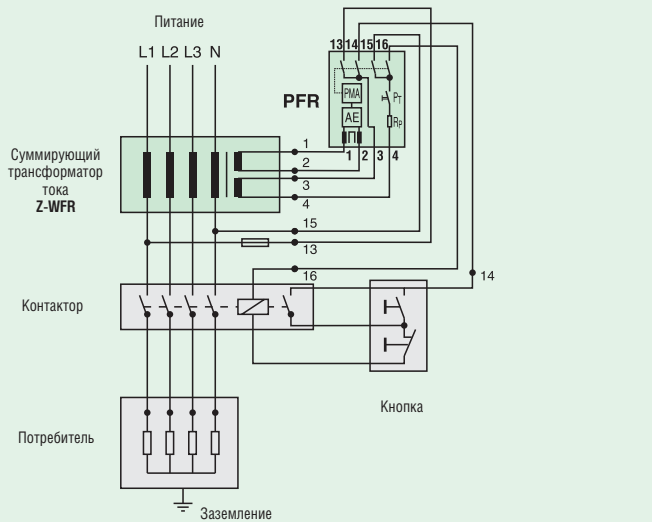 Питание
L1 L2 L3 N
13 14 15 16
PFR
PMA
AE
PT
RP
1 2 3 4
Суммирующий
трансформатор
тока
Z-WFR
1
2
3
4
15
13
16
14
Контактор
Кнопка
Потребитель
Заземление